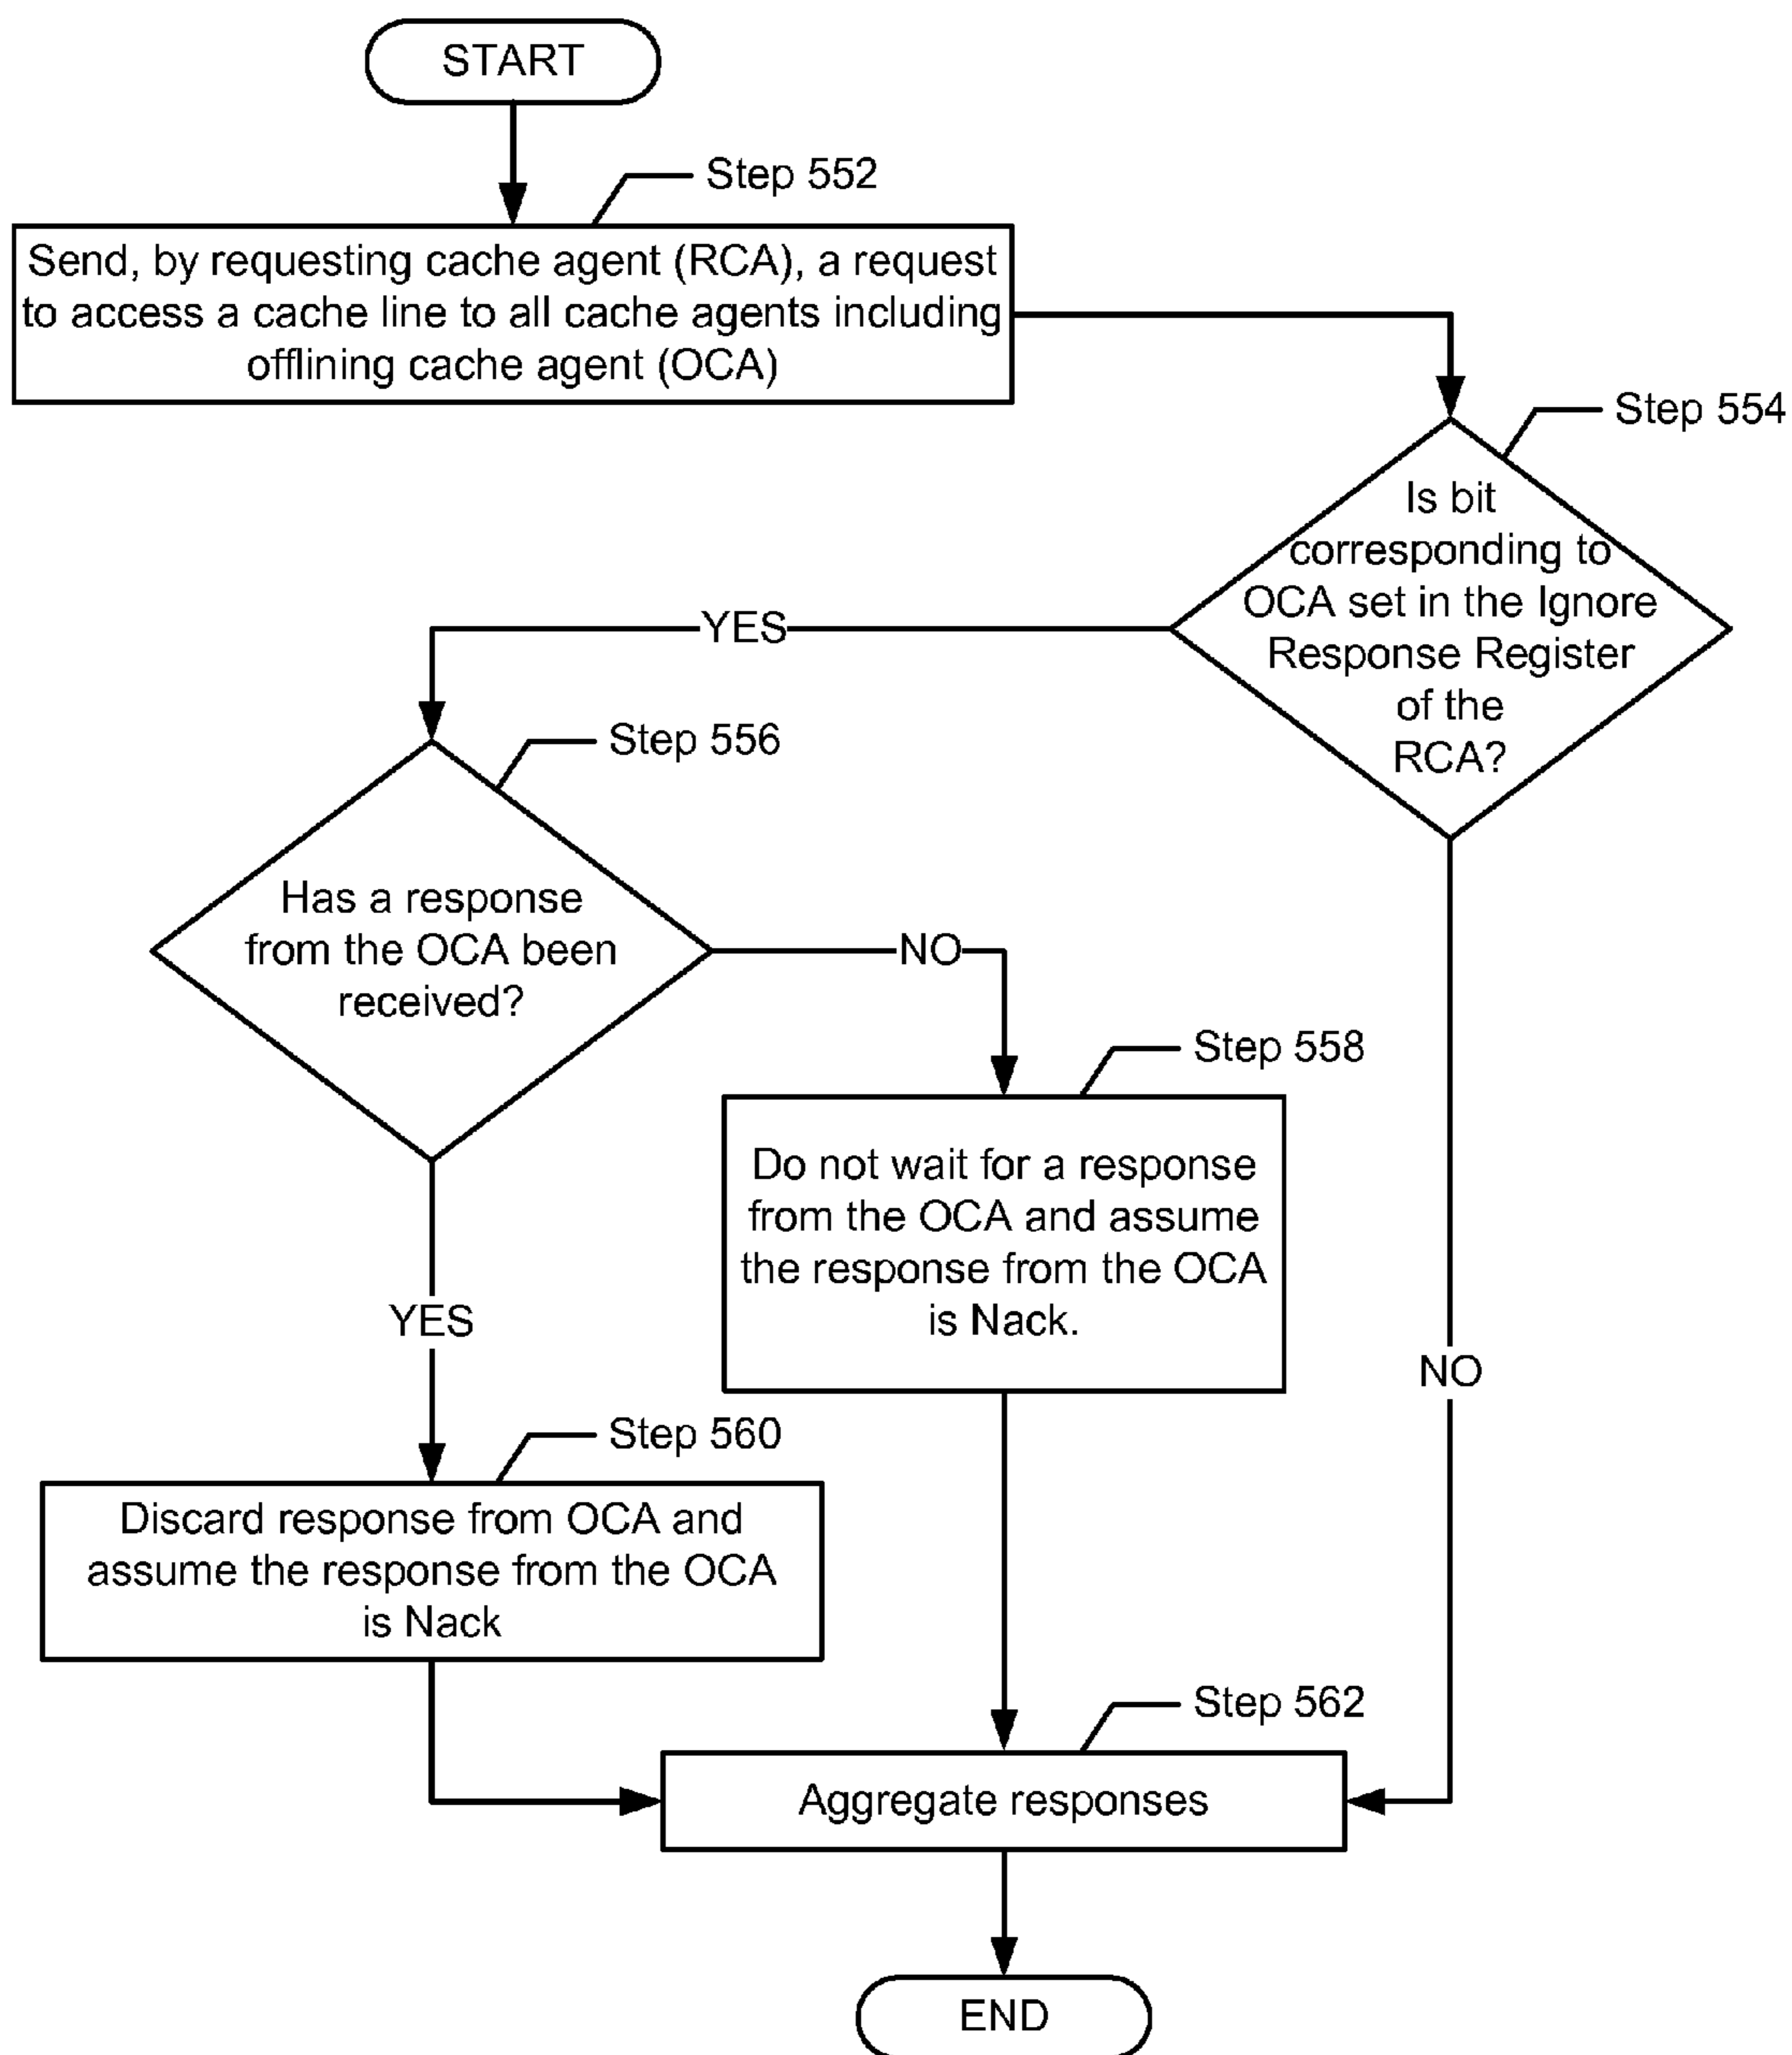 START
Step 552
Send, by requesting cache agent (RCA), a request
to access a cache line to all cache agents including
offlining cache agent (OCA)
Step 554
Is bit
corresponding to
OCA set in the Ignore
Response Register
of the
RCA?
YES
Step 556
Has a response
from the OCA been
received?
NO
Step 558
Do not wait for a response
from the OCA and assume
the response from the OCA
is Nack.
YES
NO
Step 560
Discard response from OCA and
assume the response from the OCA
is Nack
Step 562
Aggregate responses
END